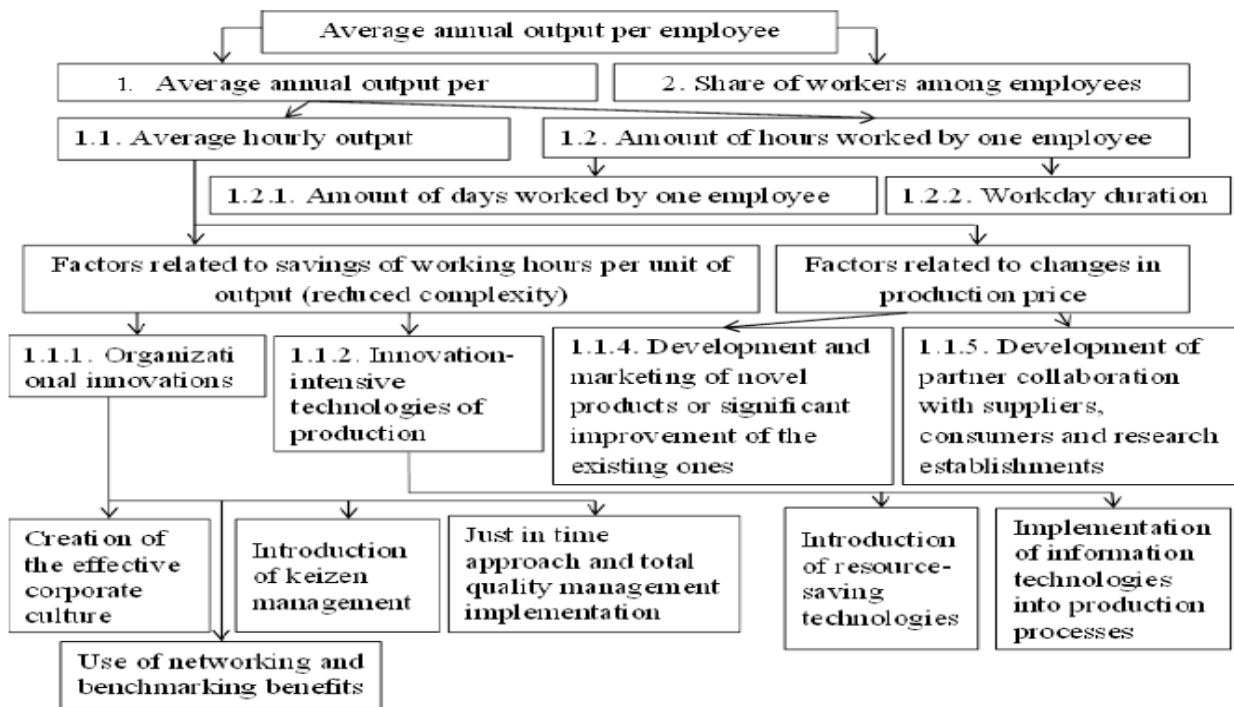 Average annual output per employee
1. Average annual output per
2. Share of workers among employees
1.1. Average hourly output
1.2. Amount of hours worked by one employee
1.2.1. Amount of days worked by one employee
1.2.2. Workday duration
Factors related to savings of working hours per unit of
output (reduced complexity)
Factors related to changes in
production price
1.1.1. Organizati
onal innovations
1.1.2. Innovation-
intensive
technologies of
production
1.1.4. Development and
marketing of novel
products or significant
improvement of the
existing ones
1.1.5. Development of
partner collaboration
with suppliers,
consumers and research
establishments
Creation of
the effective
corporate
culture
Introduction
of keizen
management
Just in time
approach and total
quality management
implementation
Introduction
of resource-
saving
technologies
Implementation
of information
technologies
into production
processes
Use of networking and
benchmarking benefits